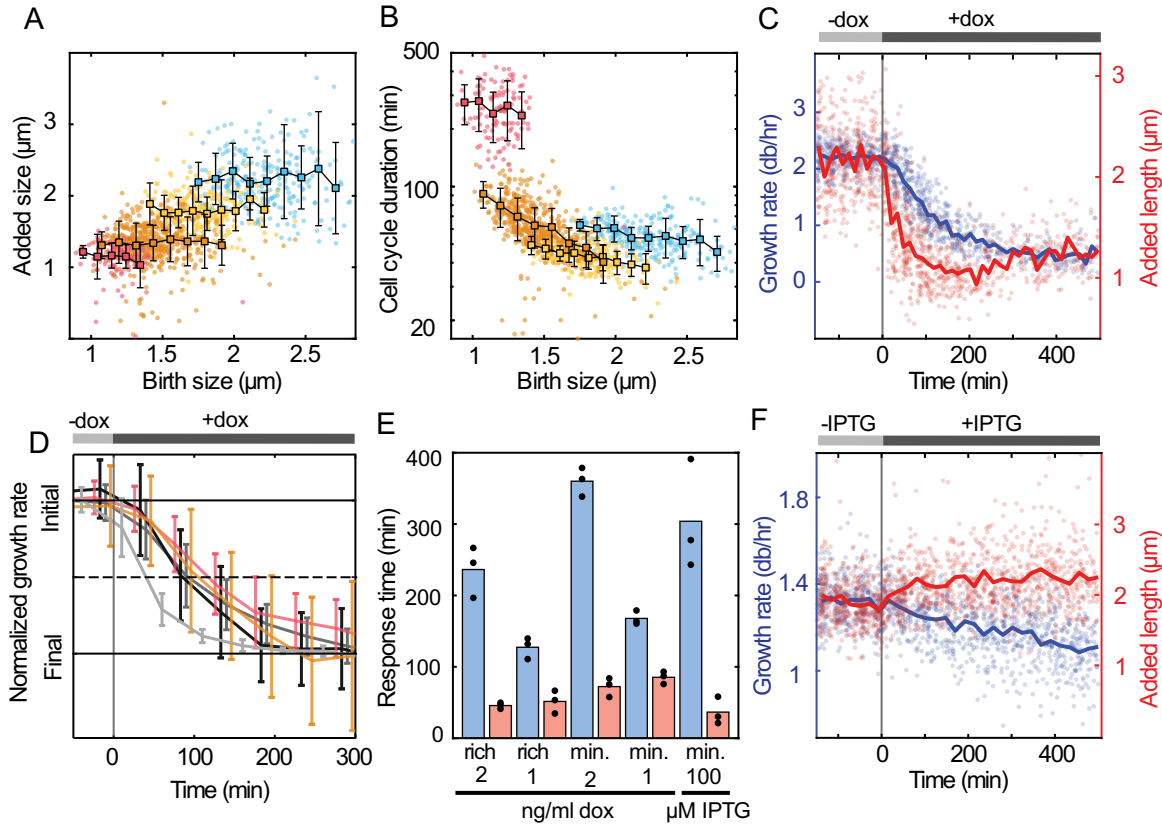 A
Added size (µm)
3
2
1
1
1.5
2
2.5
Birth size (µm)
B
Cell cycle duration (min)
500
100
20
1
1.5
2
2.5
Birth size (µm)
C
-dox
+dox
Growth rate (db/hr)
3
2
1
0
Added length (µm)
3
2
1
0
200
400
Time (min)
D
-dox
+dox
Normalized growth rate
Initial
Final
0
100
200
300
Time (min)
E
Response time (min)
400
300
200
100
0
rich rich min. min. min.
2 1 2 1 100
ng/ml dox µM IPTG
F
-IPTG
+IPTG
Growth rate (db/hr)
1.8
1.4
1
Added length (µm)
3
2
1
0
200
400
Time (min)